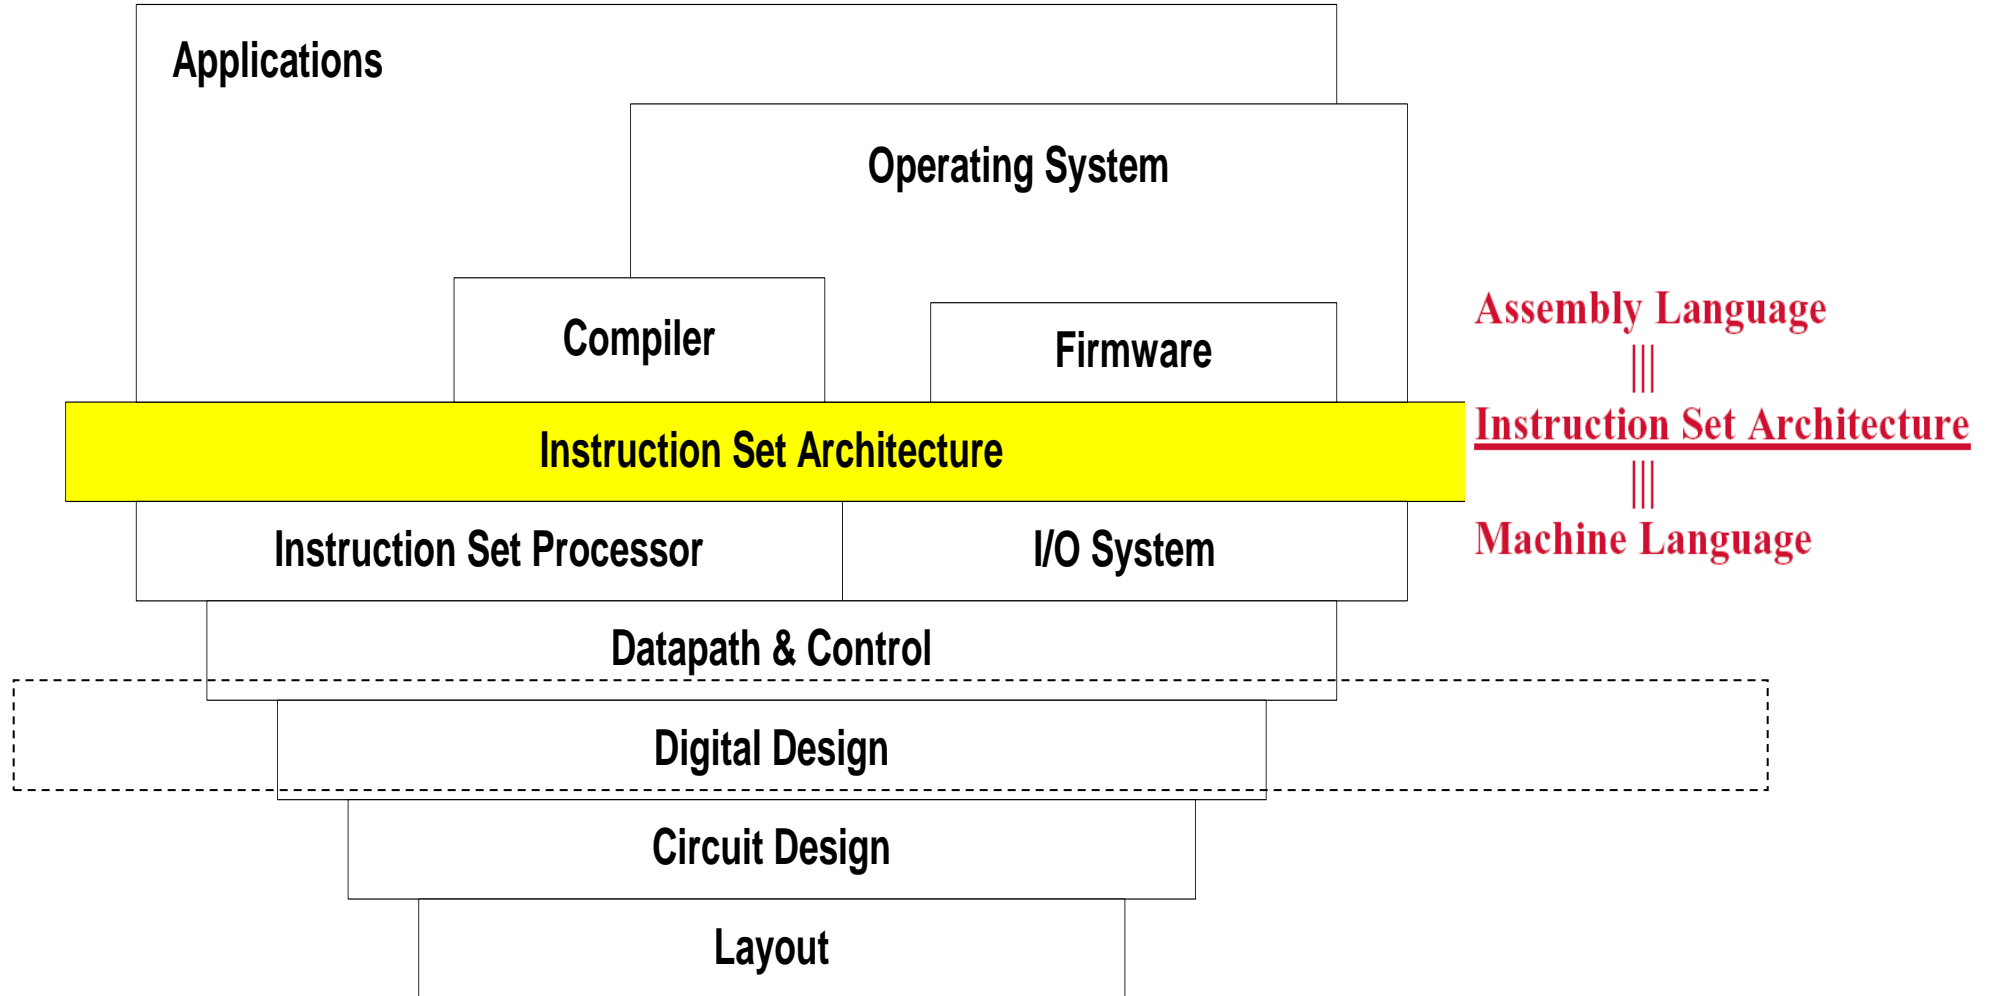 Applications
Operating System
Compiler
Firmware
Assembly Language
|||
Instruction Set Architecture
Instruction Set Architecture
|||
Instruction Set Processor
I/O System
Machine Language
Datapath & Control
Digital Design
Circuit Design
Layout